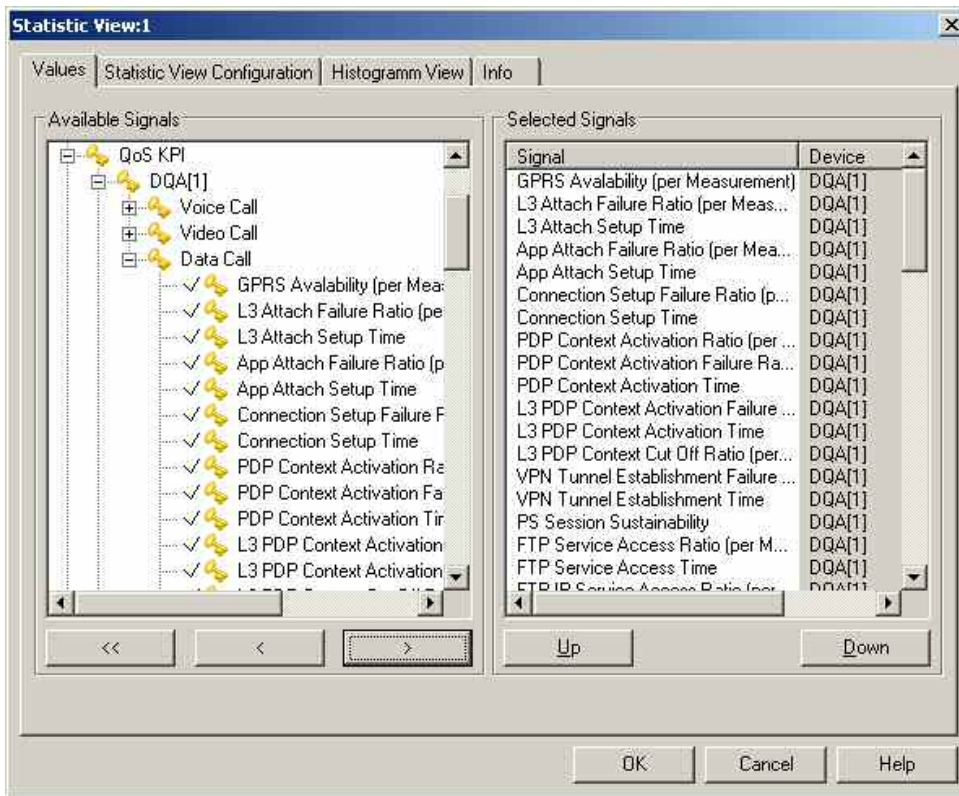 Statistic View:1
Values
Statistic View Configuration
Histogramm View
Info
Available Signals
QoS KPI
DQA[1]
Voice Call
Video Call
Data Call
GPRS Avalability (per Mea
L3 Attach Failure Ratio (pe
L3 Attach Setup Time
App Attach Failure Ratio (p
App Attach Setup Time
Connection Setup Failure F
Connection Setup Time
PDP Context Activation Ra
PDP Context Activation Fa
PDP Context Activation Tir
L3 PDP Context Activation
L3 PDP Context Activation
<<
<
>
Selected Signals
Signal Device
GPRS Avalability (per Measurement) DQA[1]
L3 Attach Failure Ratio (per Meas... DQA[1]
L3 Attach Setup Time DQA[1]
App Attach Failure Ratio (per Mea... DQA[1]
App Attach Setup Time DQA[1]
Connection Setup Failure Ratio (p... DQA[1]
Connection Setup Time DQA[1]
PDP Context Activation Ratio (per ... DQA[1]
PDP Context Activation Failure Ra... DQA[1]
PDP Context Activation Time DQA[1]
L3 PDP Context Activation Failure ... DQA[1]
L3 PDP Context Activation Time DQA[1]
L3 PDP Context Cut Off Ratio (per... DQA[1]
VPN Tunnel Establishment Failure ... DQA[1]
VPN Tunnel Establishment Time DQA[1]
PS Session Sustainability DQA[1]
FTP Service Access Ratio (per M... DQA[1]
FTP Service Access Time DQA[1]
FTP IP Service Access Ratio (per DQA[1]
Up
Down
OK
Cancel
Help